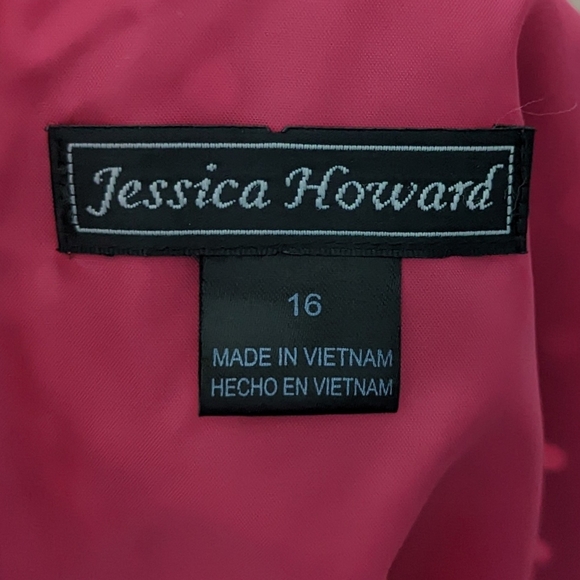 Jessica Howard
16
MADE IN VIETNAM
HECHO EN VIETNAM